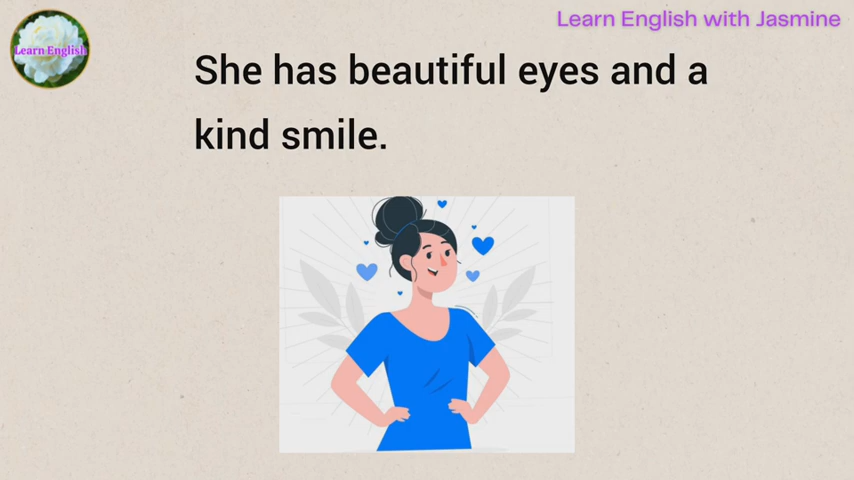 Learn English with Jasmine
Learn English
She has beautiful eyes and a
kind smile.